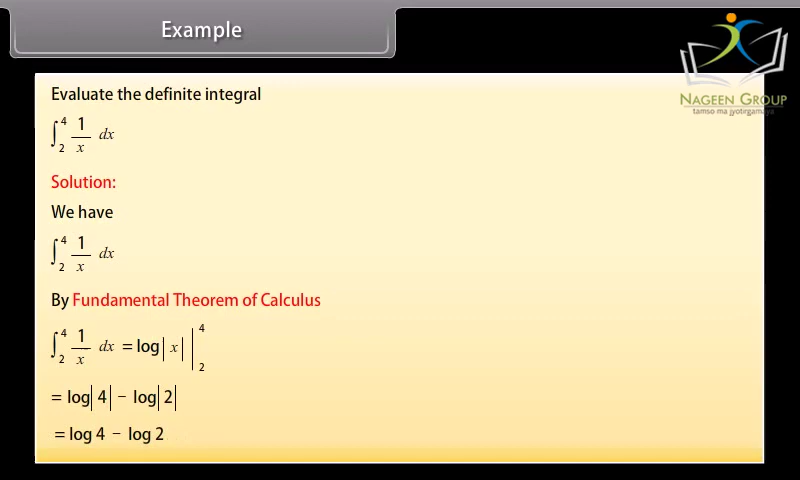 Example
NAGEEN GROUP
tamso ma jyotirgamaya
Evaluate the definite integral
∫₂⁴ 1/x dx
Solution:
We have
∫₂⁴ 1/x dx
By Fundamental Theorem of Calculus
∫₂⁴ 1/x dx = log|x| |₂⁴
= log|4| − log|2|
= log 4 − log 2